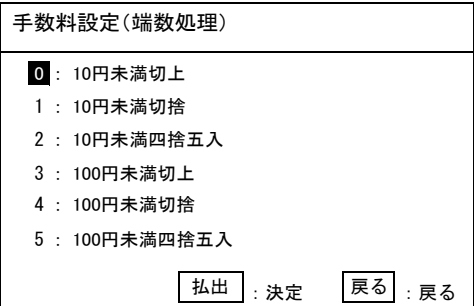 手数料設定(端数処理)
0 : 10円未満切上
1 : 10円未満切捨
2 : 10円未満四捨五入
3 : 100円未満切上
4 : 100円未満切捨
5 : 100円未満四捨五入
払出 : 決定 戻る : 戻る